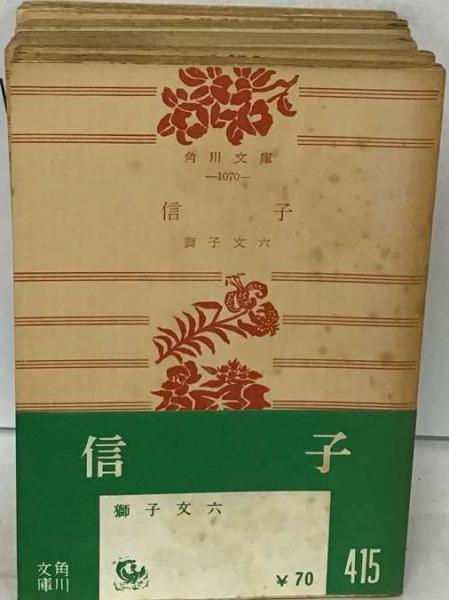 角川文庫
—1070—
信子
獅子文六
信子
獅子文六
角川文庫
¥70
415